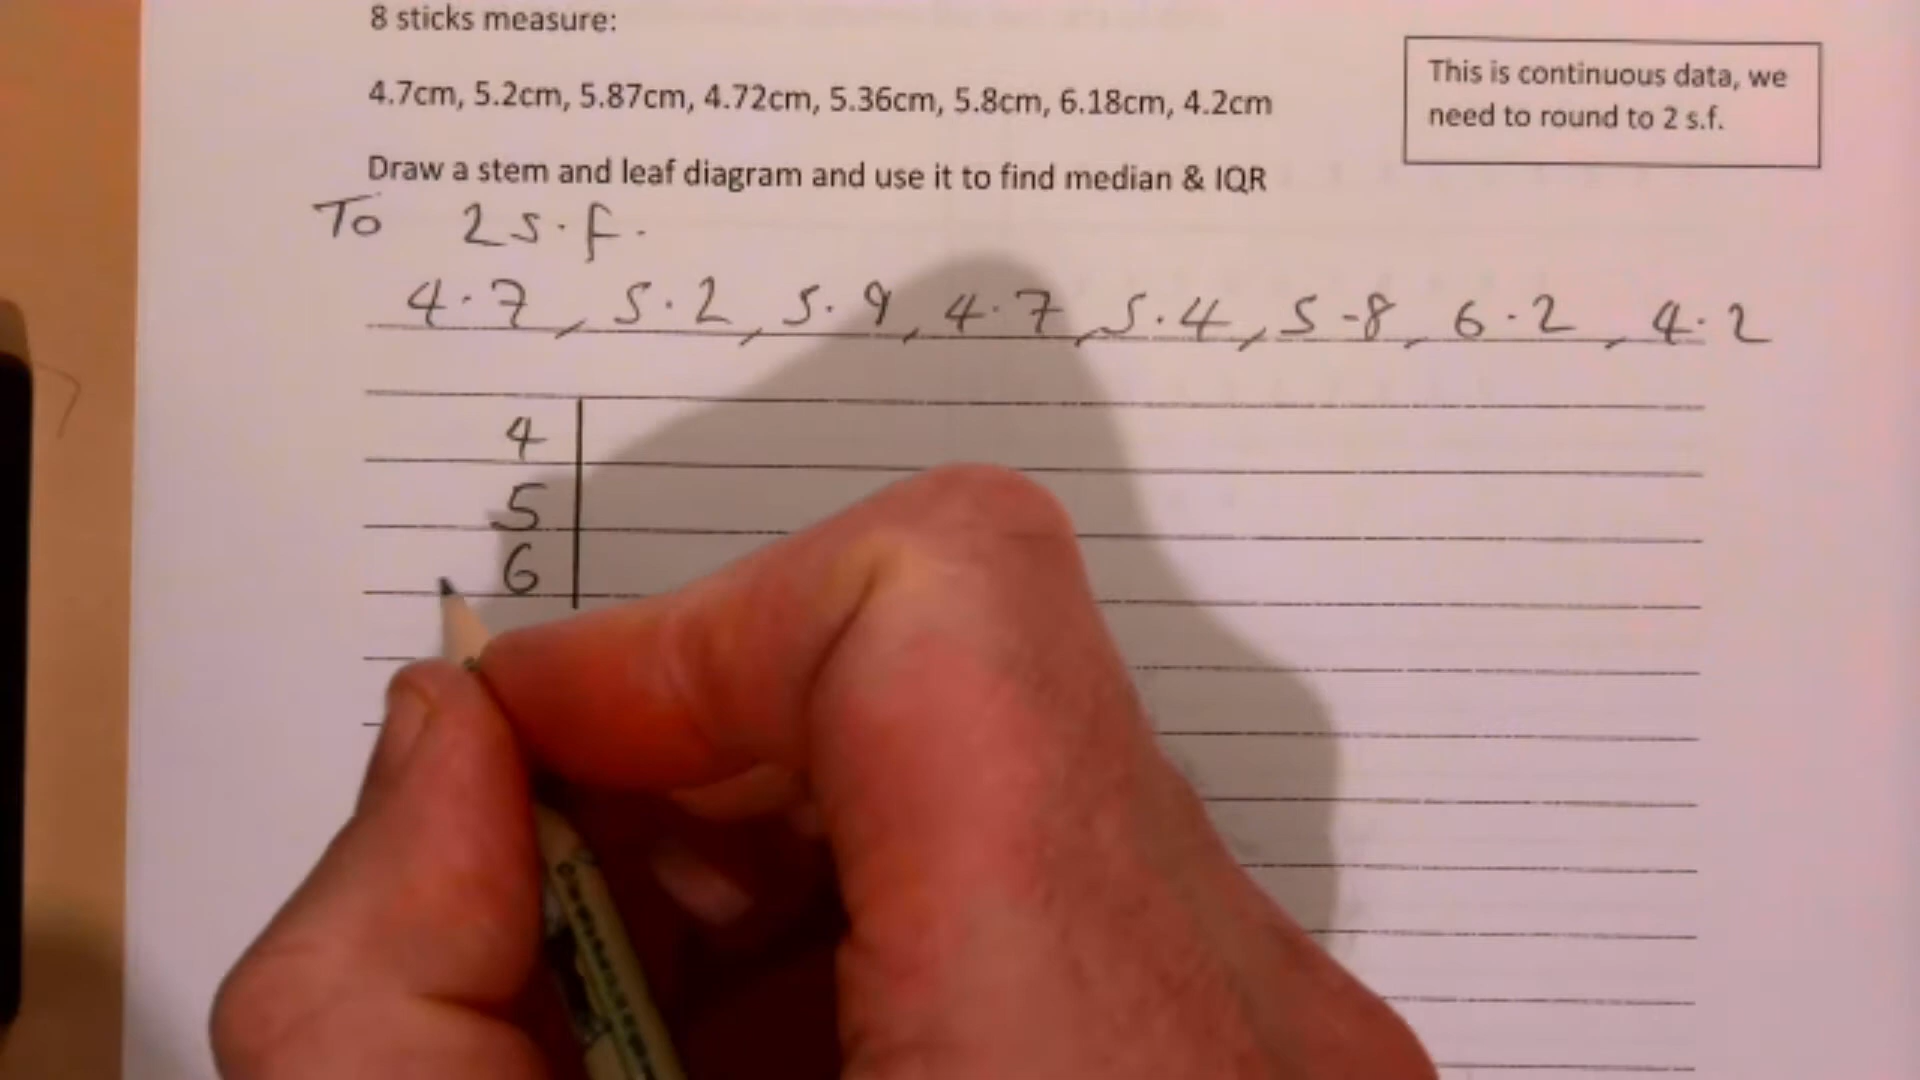 8 sticks measure:
This is continuous data, we
need to round to 2 s.f.
4.7cm, 5.2cm, 5.87cm, 4.72cm, 5.36cm, 5.8cm, 6.18cm, 4.2cm
Draw a stem and leaf diagram and use it to find median & IQR
To 2 s.f.
4.7, 5.2, 5.9, 4.7, 5.4, 5.8, 6.2, 4.2
4
5
6